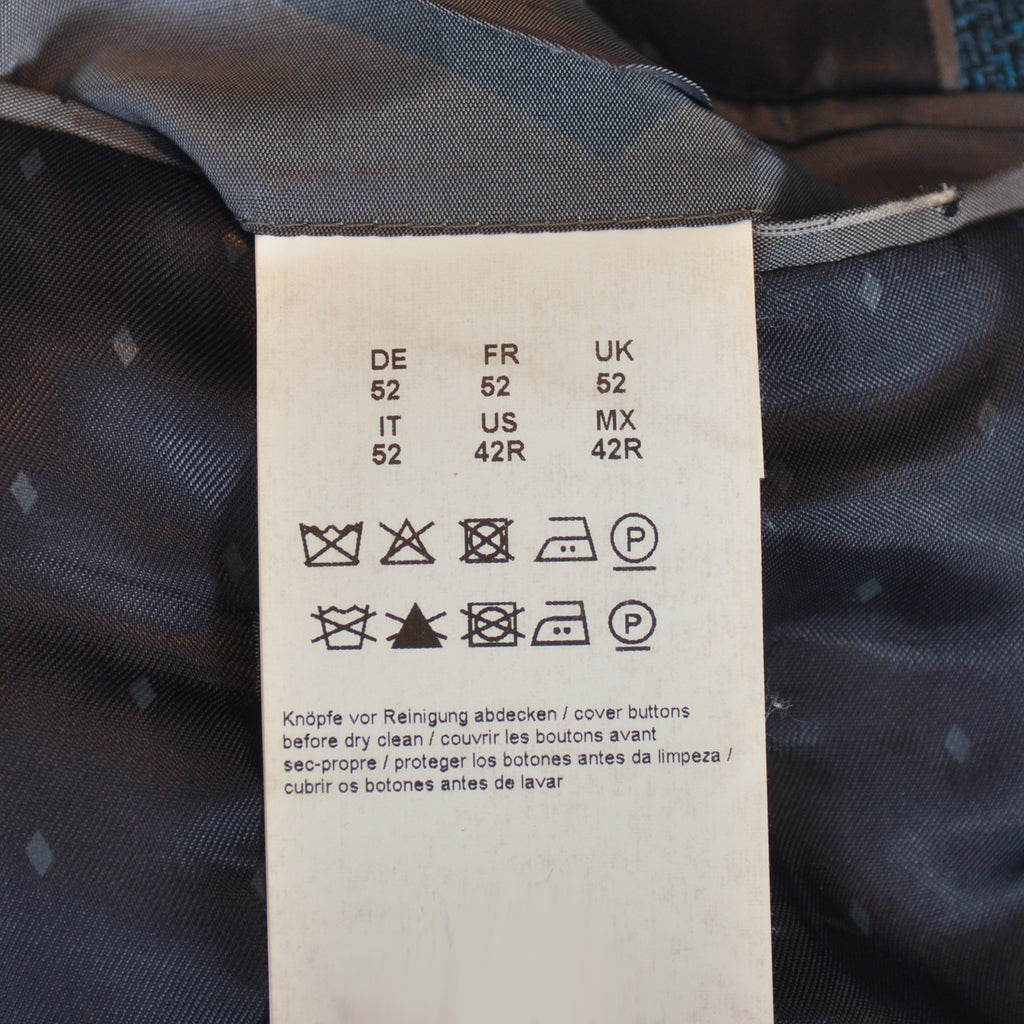 DE FR UK
52 52 52
IT US MX
52 42R 42R
P
P
Knöpfe vor Reinigung abdecken / cover buttons
before dry clean / couvrir les boutons avant
sec-propre / proteger los botones antes da limpeza /
cubrir os botones antes de lavar